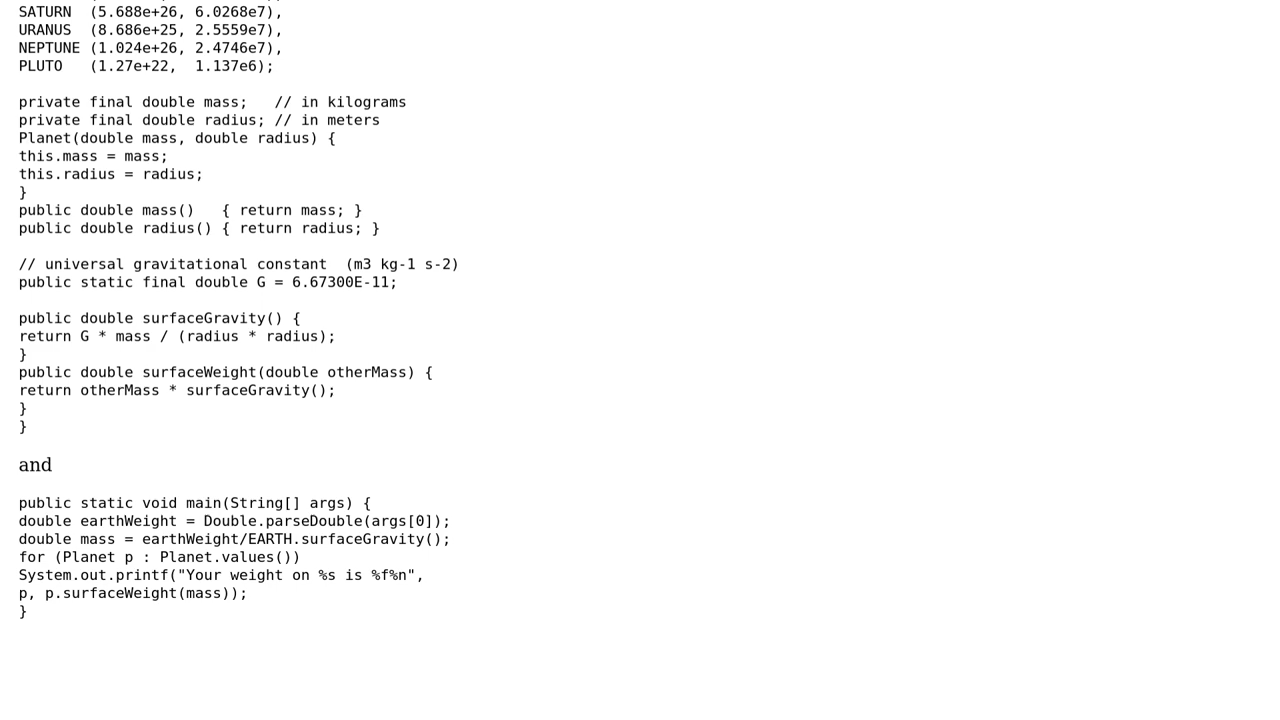 SATURN  (5.688e+26, 6.0268e7),
URANUS  (8.686e+25, 2.5559e7),
NEPTUNE (1.024e+26, 2.4746e7),
PLUTO   (1.27e+22,  1.137e6);

private final double mass;   // in kilograms
private final double radius; // in meters
Planet(double mass, double radius) {
this.mass = mass;
this.radius = radius;
}
public double mass()   { return mass; }
public double radius() { return radius; }

// universal gravitational constant  (m3 kg-1 s-2)
public static final double G = 6.67300E-11;

public double surfaceGravity() {
return G * mass / (radius * radius);
}
public double surfaceWeight(double otherMass) {
return otherMass * surfaceGravity();
}
}

and

public static void main(String[] args) {
double earthWeight = Double.parseDouble(args[0]);
double mass = earthWeight/EARTH.surfaceGravity();
for (Planet p : Planet.values())
System.out.printf("Your weight on %s is %f%n",
p, p.surfaceWeight(mass));
}